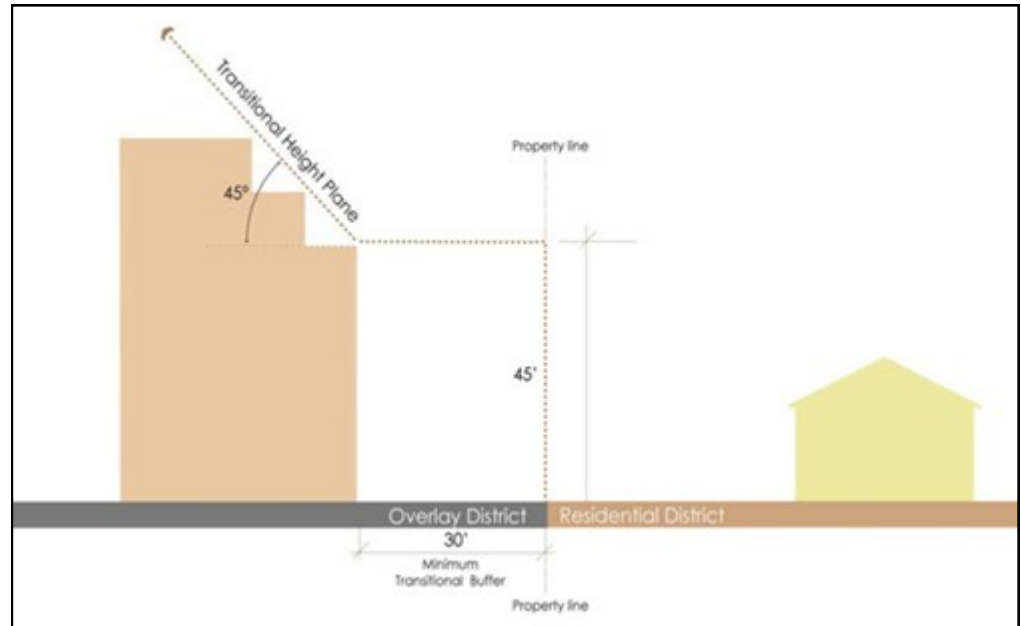 Transitional Height Plane
Property line
45°
45'
Overlay District
Residential District
30'
Minimum
Transitional Buffer
Property line